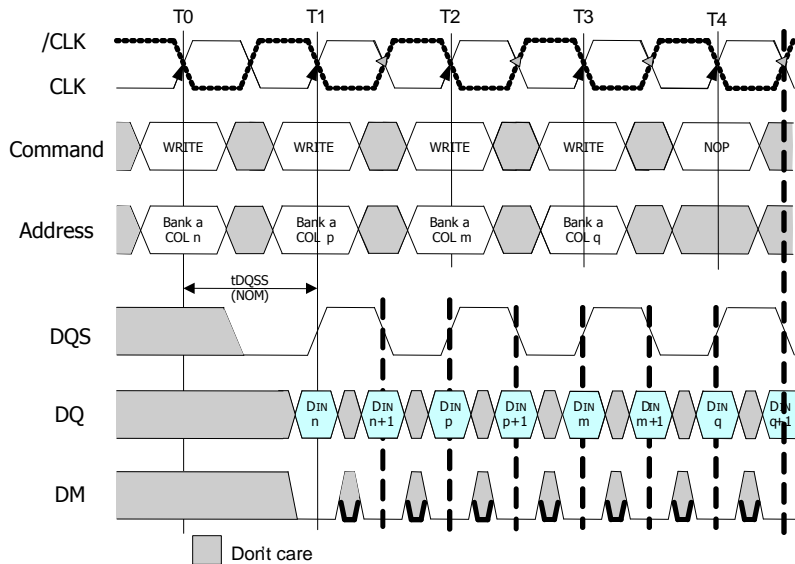 T0 T1 T2 T3 T4
/CLK
CLK
Command WRITE WRITE WRITE WRITE NOP
Address
Bank a Bank a Bank a Bank a
COL n COL p COL m COL q
tDQSS
(NOM)
DQS
DQ
DIN DIN DIN DIN DIN DIN DIN DIN
n n+1 p p+1 m m+1 q q+1
DM
Don't care